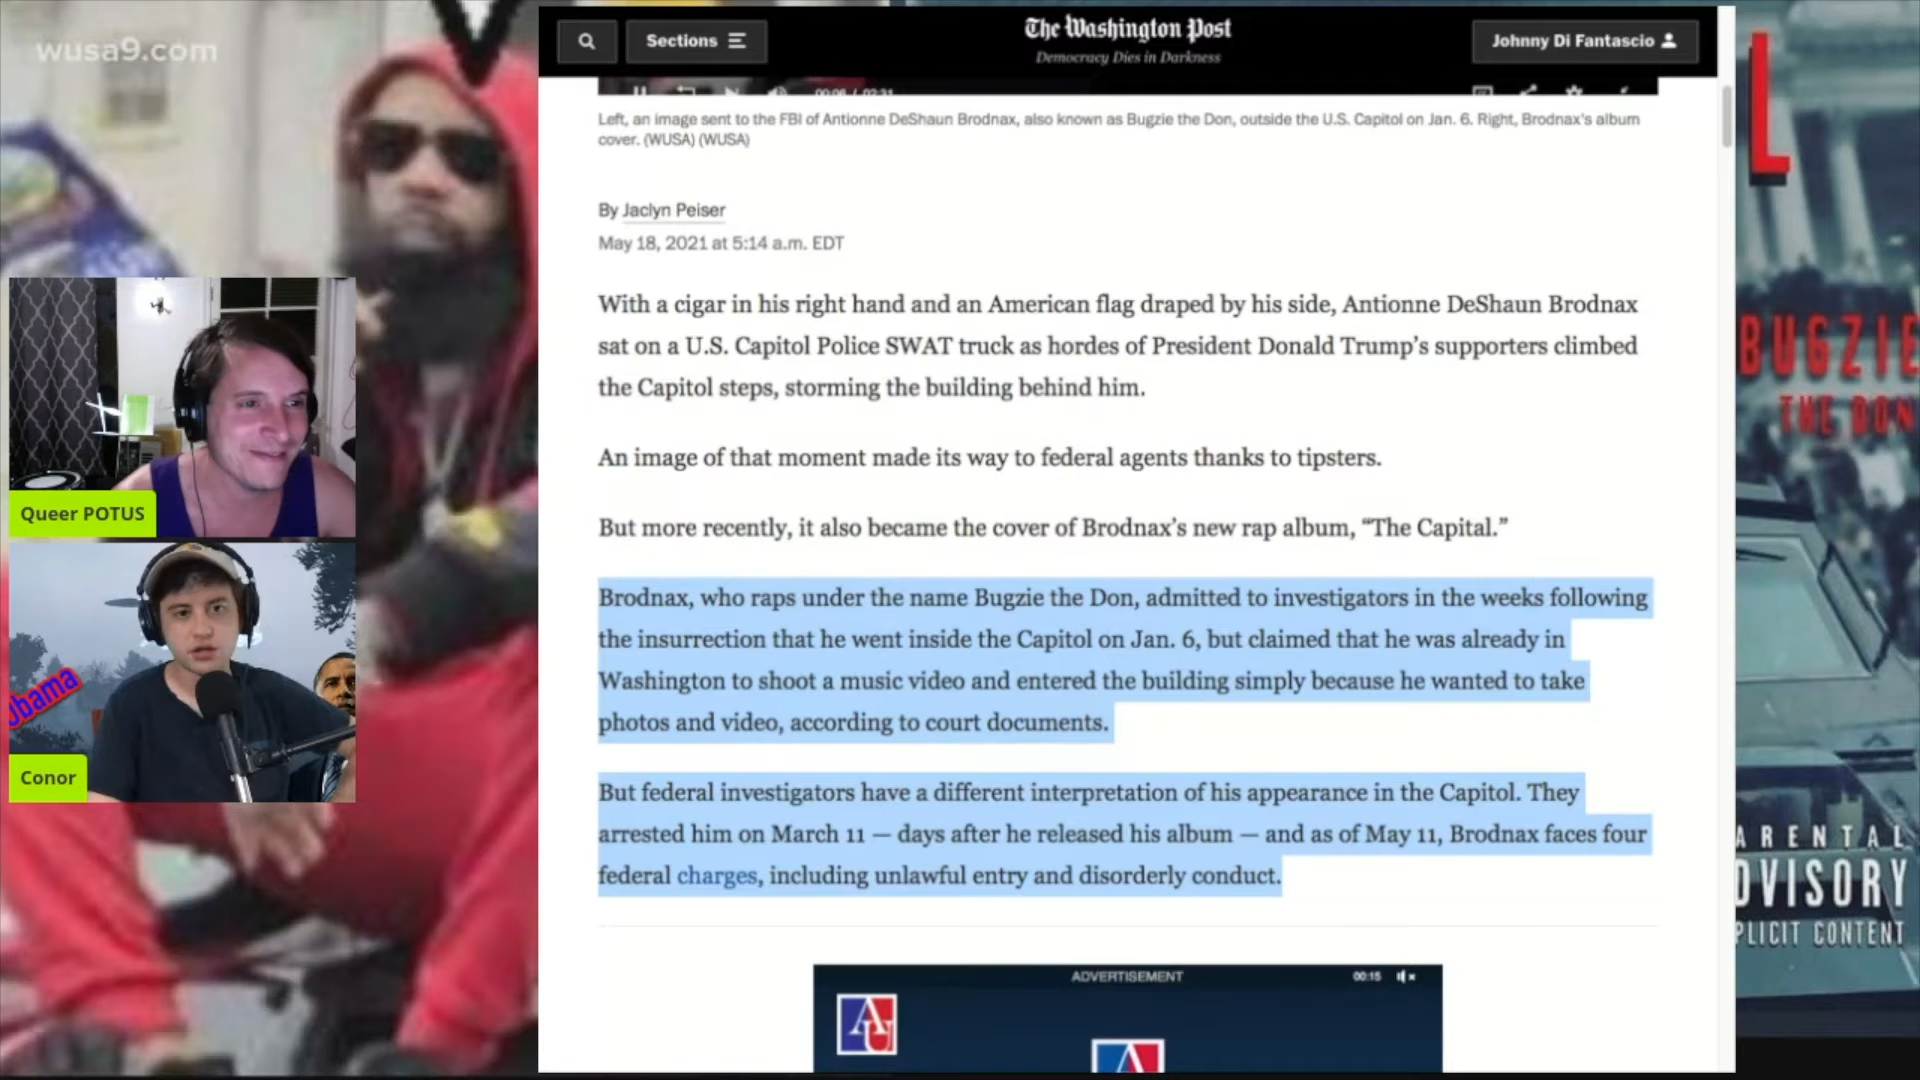 wusa9.com
Sections
The Washington Post
Democracy Dies in Darkness
Johnny Di Fantascio
00:06 / 02:31
Left, an image sent to the FBI of Antionne DeShaun Brodnax, also known as Bugzie the Don, outside the U.S. Capitol on Jan. 6. Right, Brodnax's album
cover. (WUSA) (WUSA)
By Jaclyn Peiser
May 18, 2021 at 5:14 a.m. EDT
With a cigar in his right hand and an American flag draped by his side, Antionne DeShaun Brodnax
sat on a U.S. Capitol Police SWAT truck as hordes of President Donald Trump’s supporters climbed
the Capitol steps, storming the building behind him.
An image of that moment made its way to federal agents thanks to tipsters.
But more recently, it also became the cover of Brodnax’s new rap album, “The Capital.”
Brodnax, who raps under the name Bugzie the Don, admitted to investigators in the weeks following
the insurrection that he went inside the Capitol on Jan. 6, but claimed that he was already in
Washington to shoot a music video and entered the building simply because he wanted to take
photos and video, according to court documents.
But federal investigators have a different interpretation of his appearance in the Capitol. They
arrested him on March 11 — days after he released his album — and as of May 11, Brodnax faces four
federal charges, including unlawful entry and disorderly conduct.
ADVERTISEMENT
00:15
AU
Queer POTUS
Obama
Conor
L
BUGZIE
THE DON
ARENTAL
DVISORY
PLICIT CONTENT